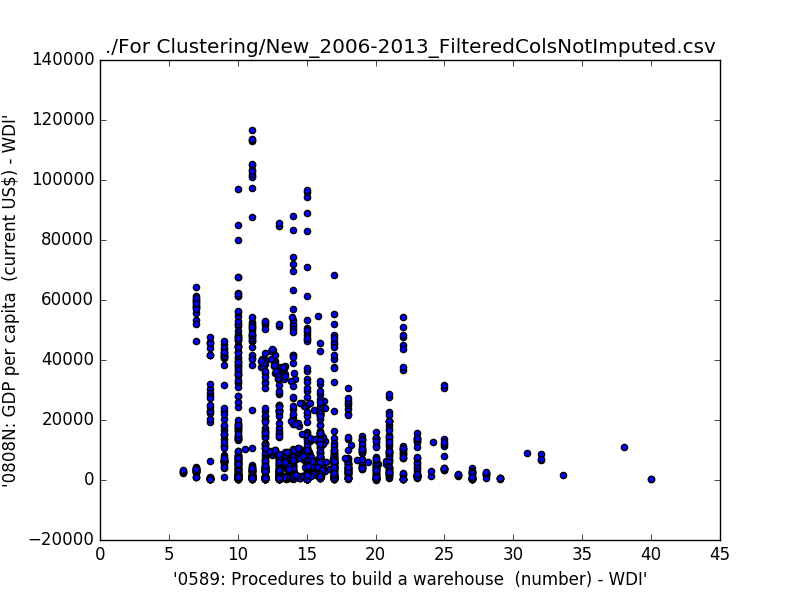 ./For Clustering/New_2006-2013_FilteredColsNotImputed.csv
140000
120000
100000
80000
60000
40000
20000
0
−20000
'0808N: GDP per capita  (current US$) - WDI'
0 5 10 15 20 25 30 35 40 45
'0589: Procedures to build a warehouse  (number) - WDI'